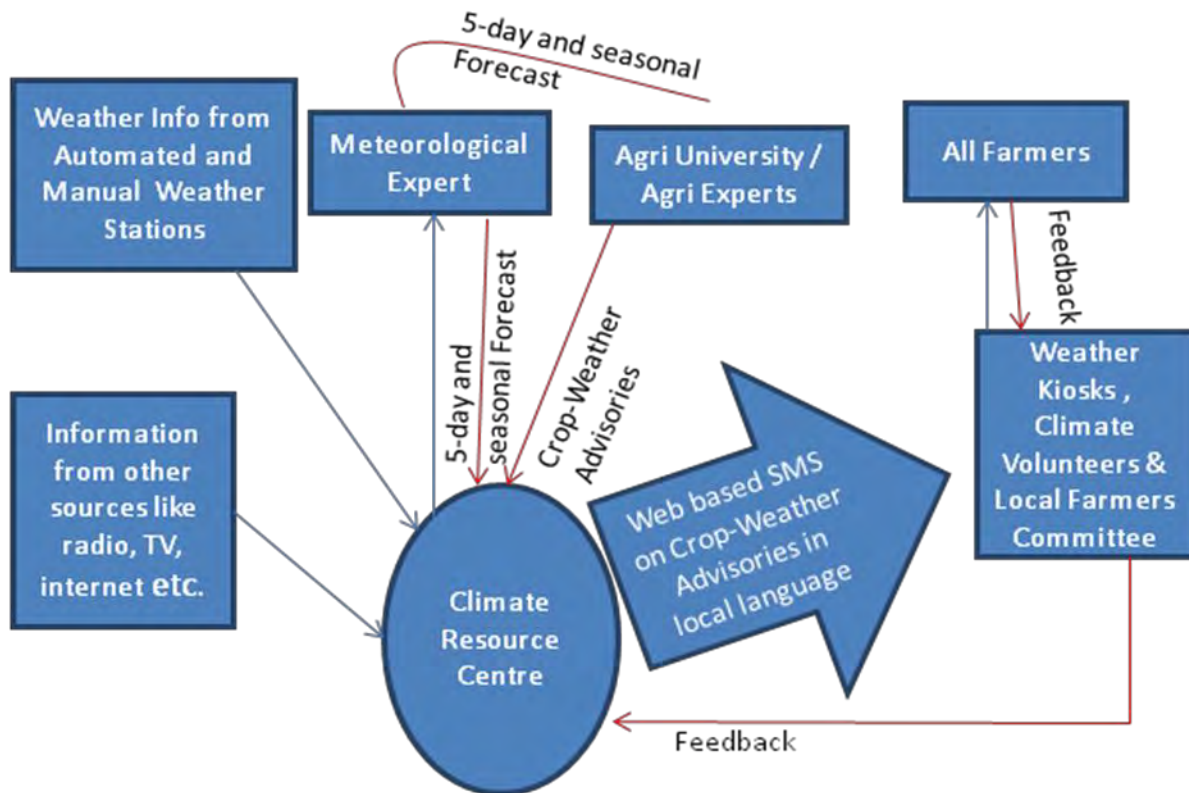 5-day and seasonal
Forecast
Weather Info from
Automated and
Manual Weather
Stations
Meteorological
Expert
Agri University /
Agri Experts
All Farmers
Feedback
5-day and
seasonal Forecast
Crop-Weather
Advisories
Information
from other
sources like
radio, TV,
internet etc.
Climate
Resource
Centre
Web based SMS
on Crop-Weather
Advisories in
local language
Weather
Kiosks ,
Climate
Volunteers &
Local Farmers
Committee
Feedback